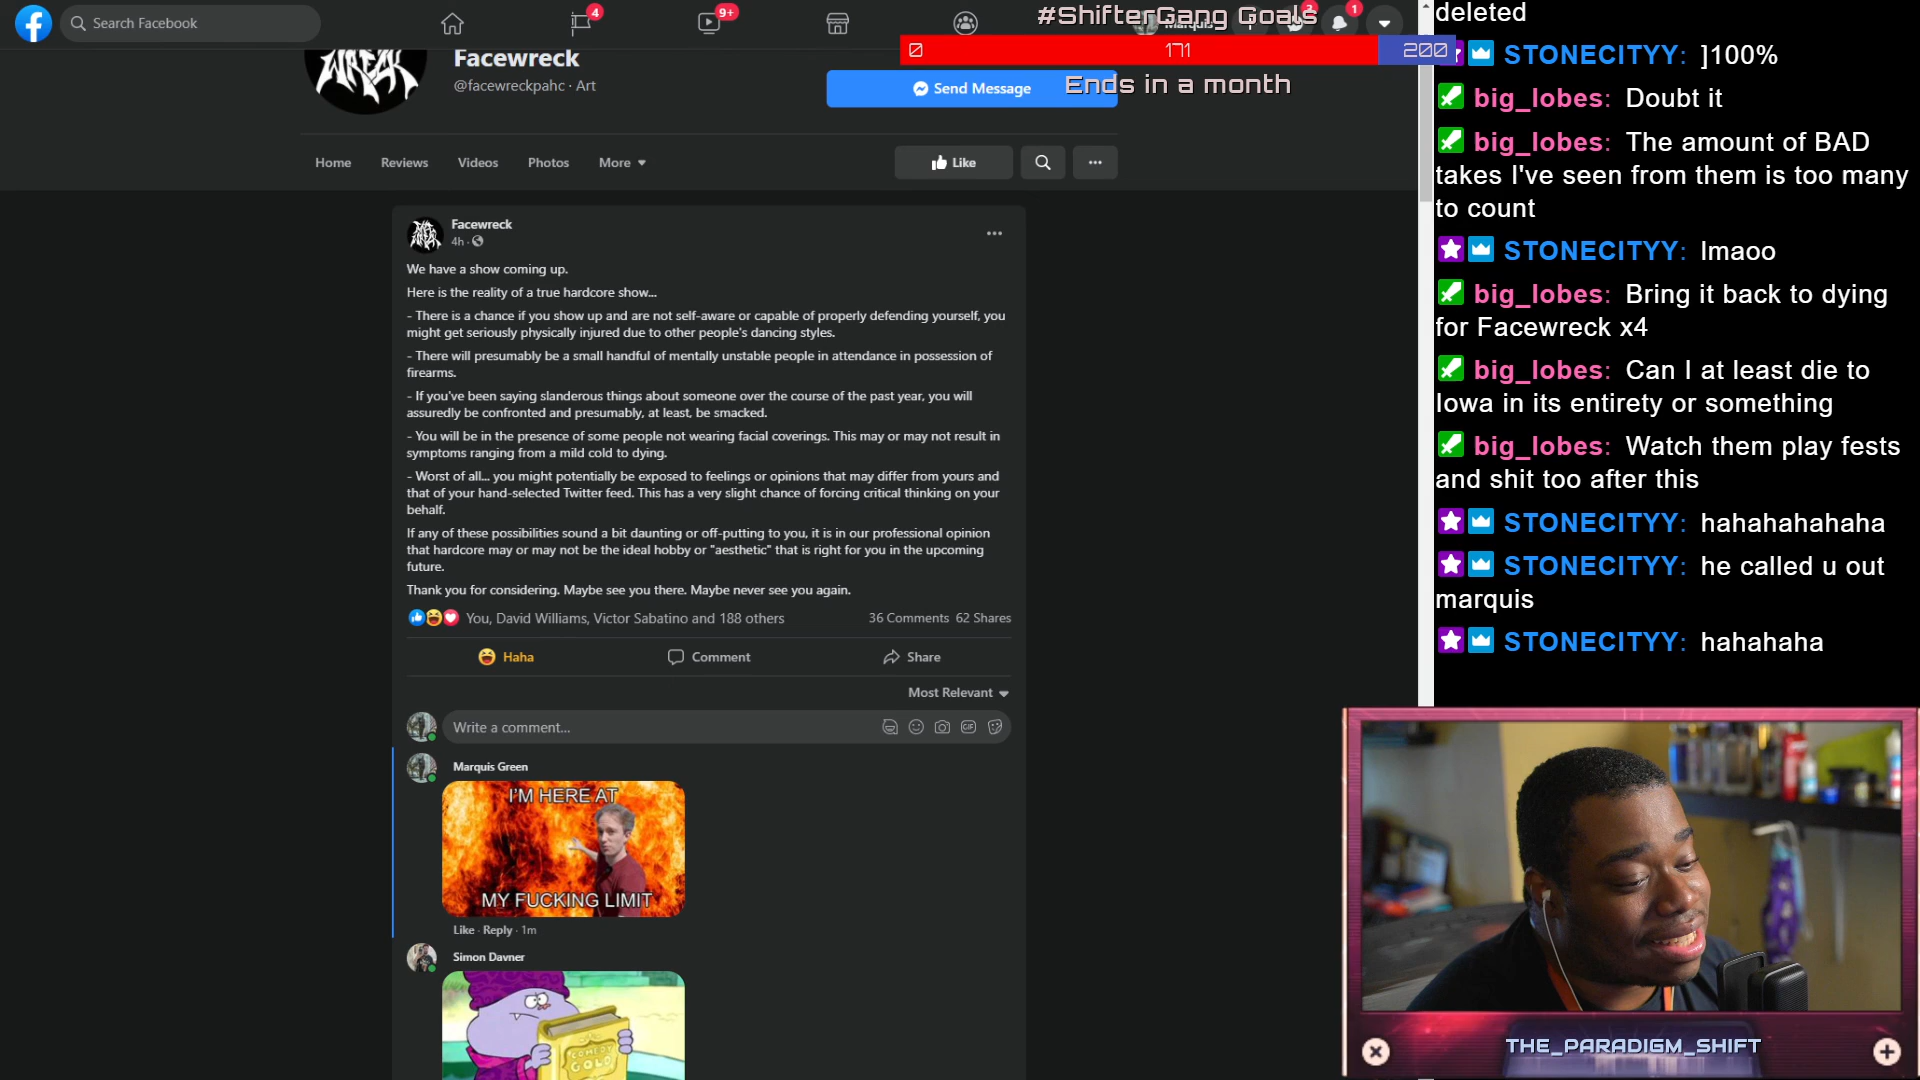 Search Facebook
4
9+
3
1
#ShifterGang Goals
0
171
200
Ends in a month
Facewreck
@facewreckpahc · Art
Send Message
Home
Reviews
Videos
Photos
More
Like
Facewreck
4h ·
We have a show coming up.
Here is the reality of a true hardcore show...
- There is a chance if you show up and are not self-aware or capable of properly defending yourself, you
might get seriously physically injured due to other people's dancing styles.
- There will presumably be a small handful of mentally unstable people in attendance in possession of
firearms.
- If you've been saying slanderous things about someone over the course of the past year, you will
assuredly be confronted and presumably, at least, be smacked.
- You will be in the presence of some people not wearing facial coverings. This may or may not result in
symptoms ranging from a mild cold to dying.
- Worst of all... you might potentially be exposed to feelings or opinions that may differ from yours and
that of your hand-selected Twitter feed. This has a very slight chance of forcing critical thinking on your
behalf.
If any of these possibilities sound a bit daunting or off-putting to you, it is in our professional opinion
that hardcore may or may not be the ideal hobby or "aesthetic" that is right for you in the upcoming
future.
Thank you for considering. Maybe see you there. Maybe never see you again.
You, David Williams, Victor Sabatino and 188 others
36 Comments 62 Shares
Haha
Comment
Share
Most Relevant
Write a comment...
GIF
Marquis Green
I'M HERE AT
MY FUCKING LIMIT
Like · Reply · 1m
Simon Davner
COMEDY
GOLD
deleted
STONECITYY: ]100%
big_lobes: Doubt it
big_lobes: The amount of BAD
takes I've seen from them is too many
to count
STONECITYY: lmaoo
big_lobes: Bring it back to dying
for Facewreck x4
big_lobes: Can I at least die to
Iowa in its entirety or something
big_lobes: Watch them play fests
and shit too after this
STONECITYY: hahahahahaha
STONECITYY: he called u out
marquis
STONECITYY: hahahaha
THE_PARADIGM_SHIFT